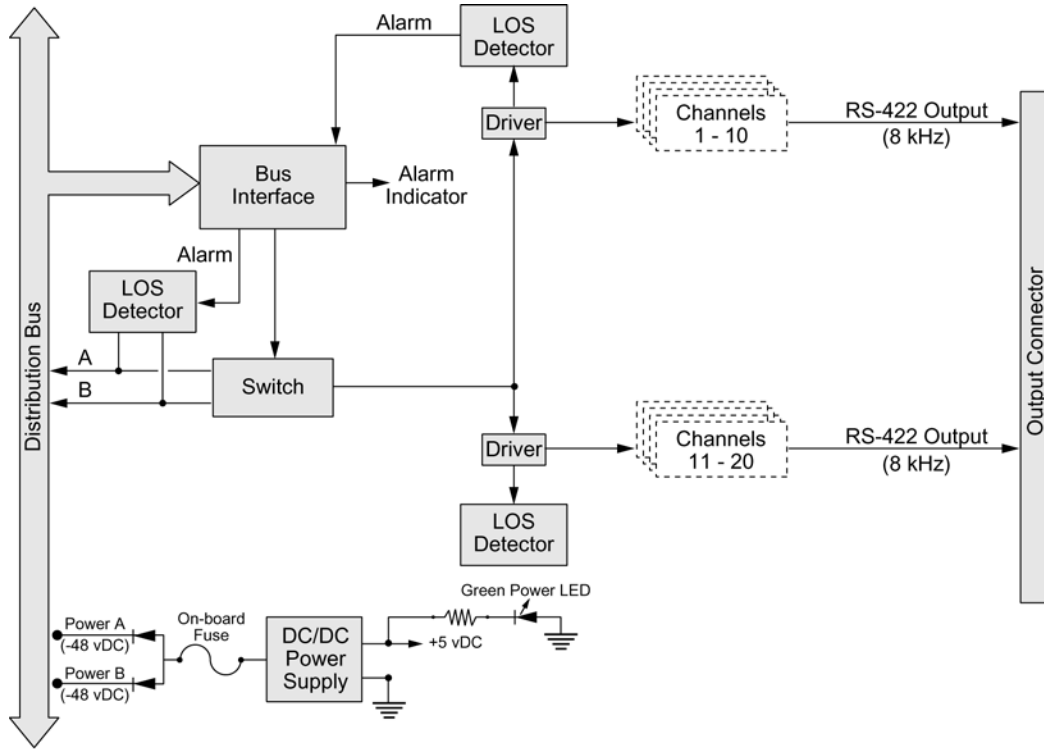 Alarm
LOS
Detector
Driver
Channels
1 - 10
RS-422 Output
(8 kHz)
Bus
Interface
Alarm
Indicator
Alarm
LOS
Detector
A
B
Switch
Distribution Bus
Output Connector
Driver
Channels
11 - 20
RS-422 Output
(8 kHz)
LOS
Detector
Green Power LED
Power A
(-48 vDC)
On-board
Fuse
DC/DC
Power
Supply
+5 vDC
Power B
(-48 vDC)